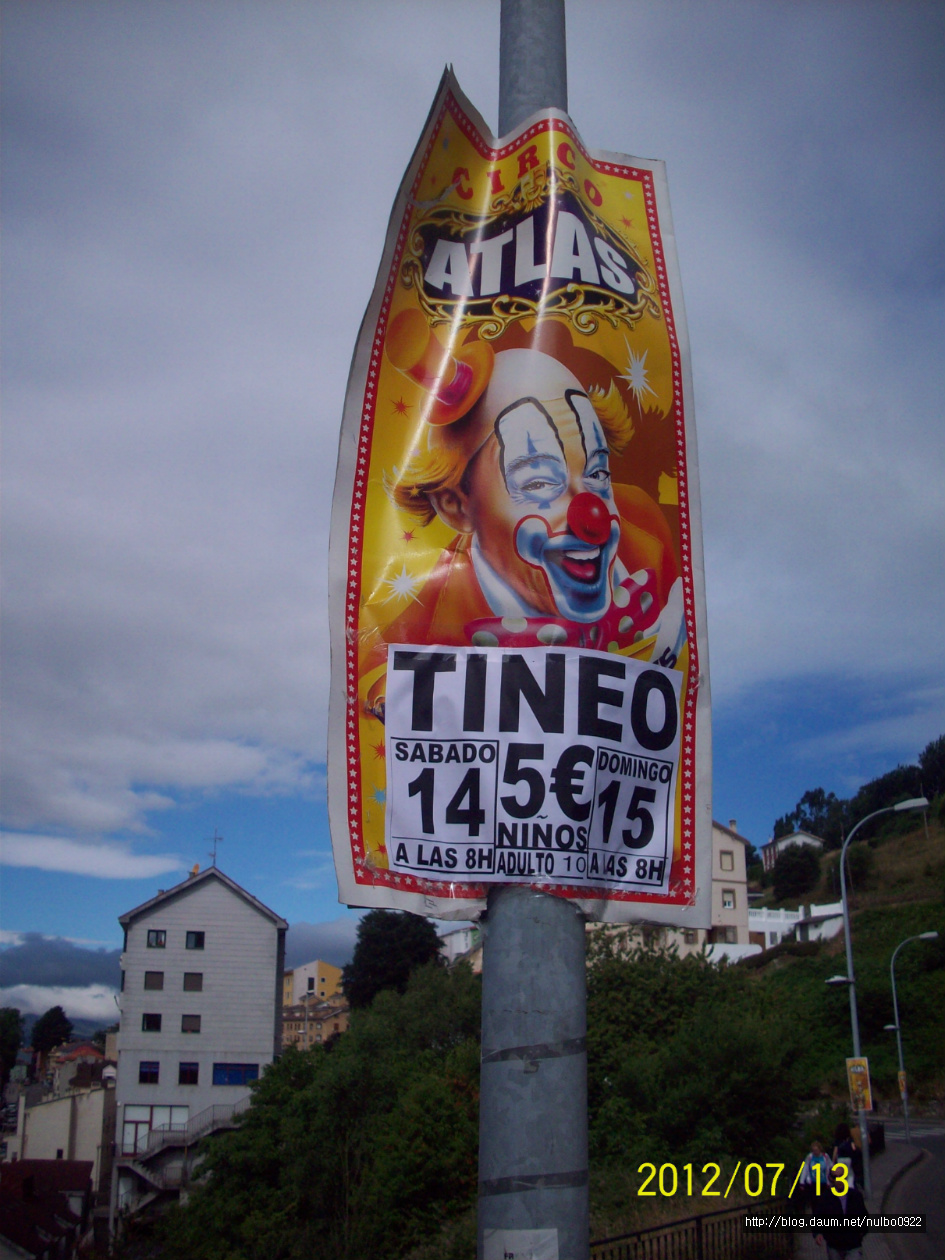 CIRCO
ATLAS
TINEO
SABADO
14
A LAS 8H
5€
NIÑOS
ADULTO 10
DOMINGO
15
A LAS 8H
ATLAS
2012/07/13
http://blog.daum.net/nulbo0922